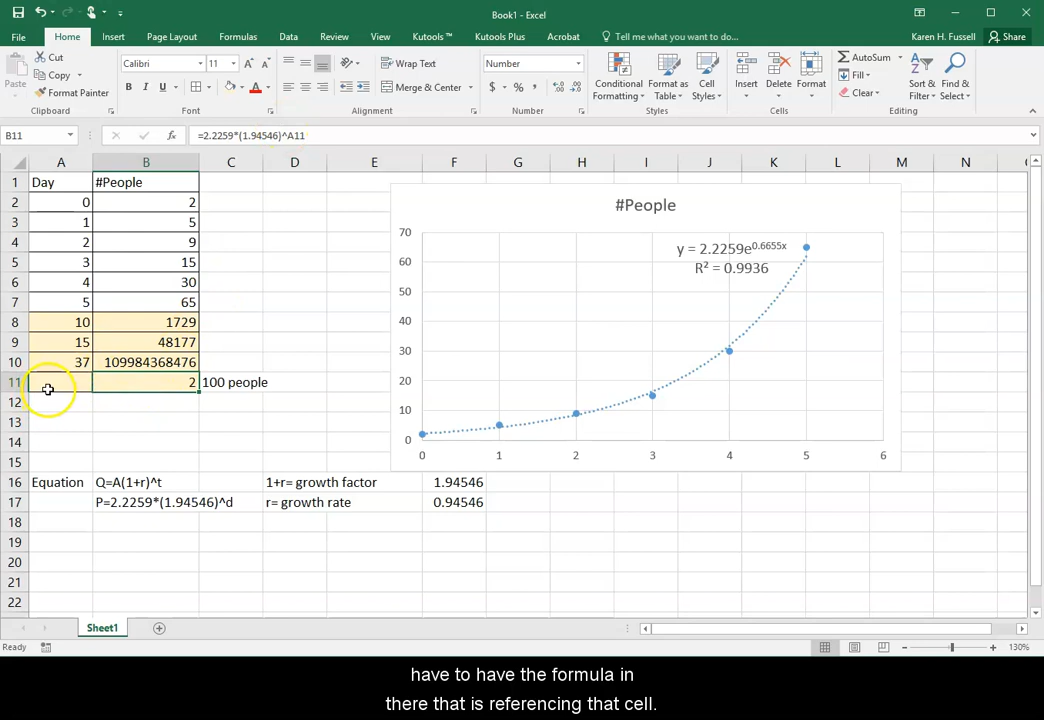 Book1 - Excel
File Home Insert Page Layout Formulas Data Review View Kutools ™ Kutools Plus Acrobat Tell me what you want to do... Karen H. Fussell Share
Paste
Cut
Copy
Format Painter
Clipboard
Calibri 11
B I U
Font
Wrap Text
Merge & Center
Alignment
Number
$ % ,
Number
Conditional Formatting
Format as Table
Cell Styles
Styles
Insert Delete Format
Cells
AutoSum
Fill
Clear
Sort & Filter
Find & Select
Editing
B11 fx =2.2259*(1.94546)^A11
A B C D E F G H I J K L M N
1 Day #People
2 0 2
3 1 5
4 2 9
5 3 15
6 4 30
7 5 65
8 10 1729
9 15 48177
10 37 109984368476
11 2 100 people
12
13
14
15
16 Equation Q=A(1+r)^t 1+r= growth factor 1.94546
17 P=2.2259*(1.94546)^d r= growth rate 0.94546
18
19
20
21
22
#People
y = 2.2259e^0.6655x
R² = 0.9936
70
60
50
40
30
20
10
0
0 1 2 3 4 5 6
Sheet1
Ready 130%
have to have the formula in
there that is referencing that cell.